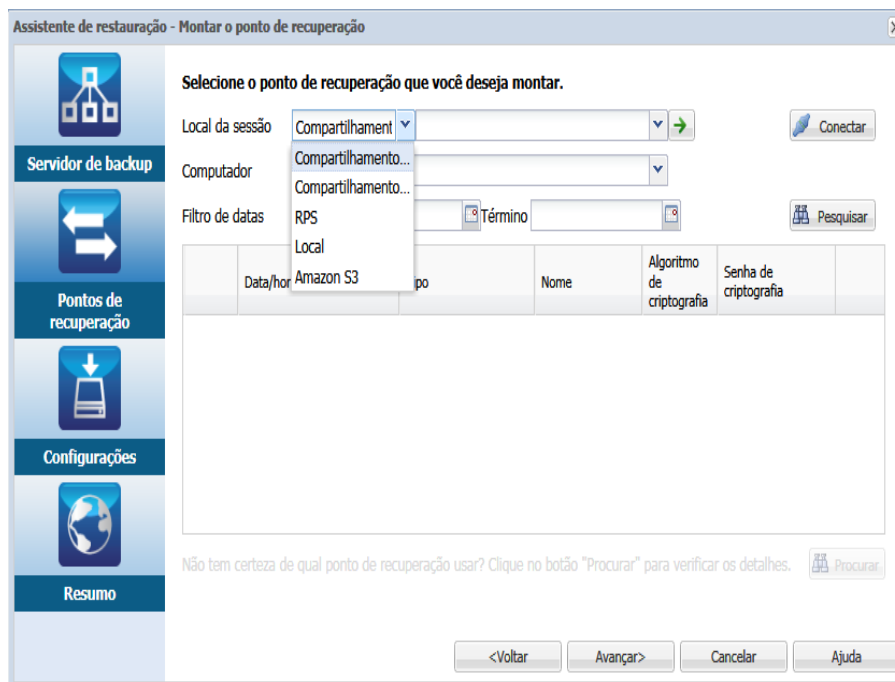 Assistente de restauração - Montar o ponto de recuperação
Servidor de backup
Pontos de
recuperação
Configurações
Resumo
Selecione o ponto de recuperação que você deseja montar.
Local da sessão
Compartilhament
Conectar
Compartilhamento...
Compartilhamento...
RPS
Local
Amazon S3
Computador
Filtro de datas
Término
Pesquisar
Data/hor
ipo
Nome
Algoritmo
de
criptografia
Senha de
criptografia
Não tem certeza de qual ponto de recuperação usar? Clique no botão "Procurar" para verificar os detalhes.
Procurar
<Voltar
Avançar>
Cancelar
Ajuda